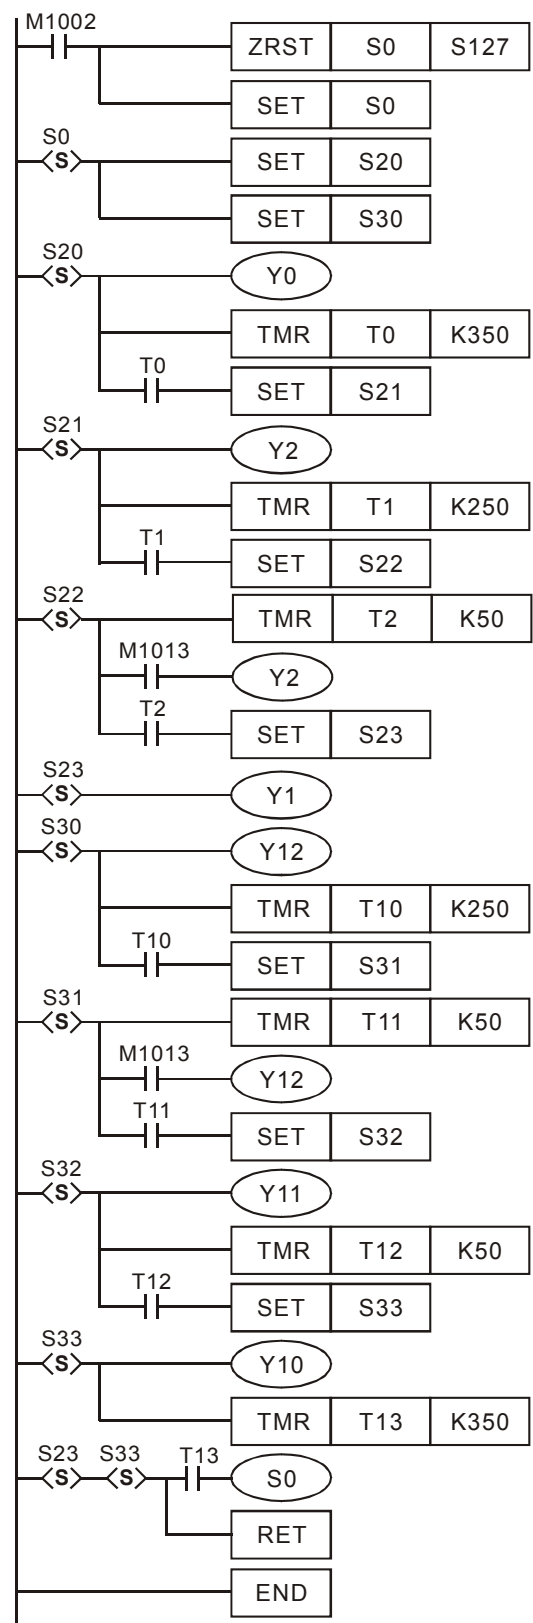 M1002
ZRST S0 S127
SET S0
S0
S SET S20
SET S30
S20
S Y0
TMR T0 K350
T0
SET S21
S21
S Y2
TMR T1 K250
T1
SET S22
S22
S TMR T2 K50
M1013
Y2
T2
SET S23
S23
S Y1
S30
S Y12
TMR T10 K250
T10
SET S31
S31
S TMR T11 K50
M1013
Y12
T11
SET S32
S32
S Y11
TMR T12 K50
T12
SET S33
S33
S Y10
TMR T13 K350
S23 S33 T13
S S S0
RET
END